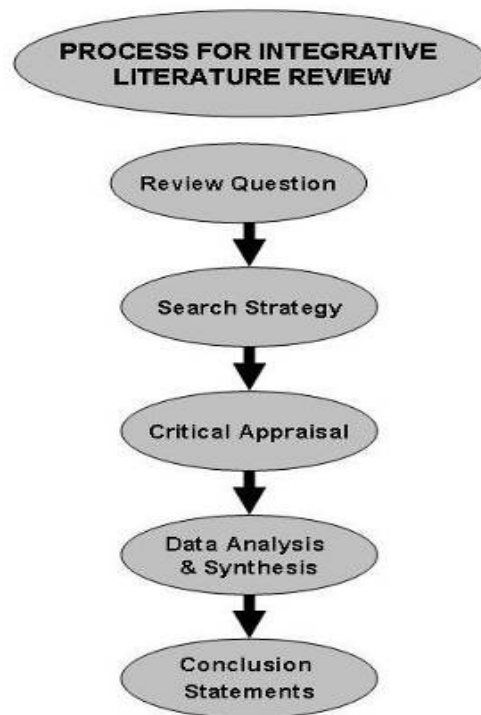 PROCESS FOR INTEGRATIVE
LITERATURE REVIEW
Review Question
Search Strategy
Critical Appraisal
Data Analysis
& Synthesis
Conclusion
Statements